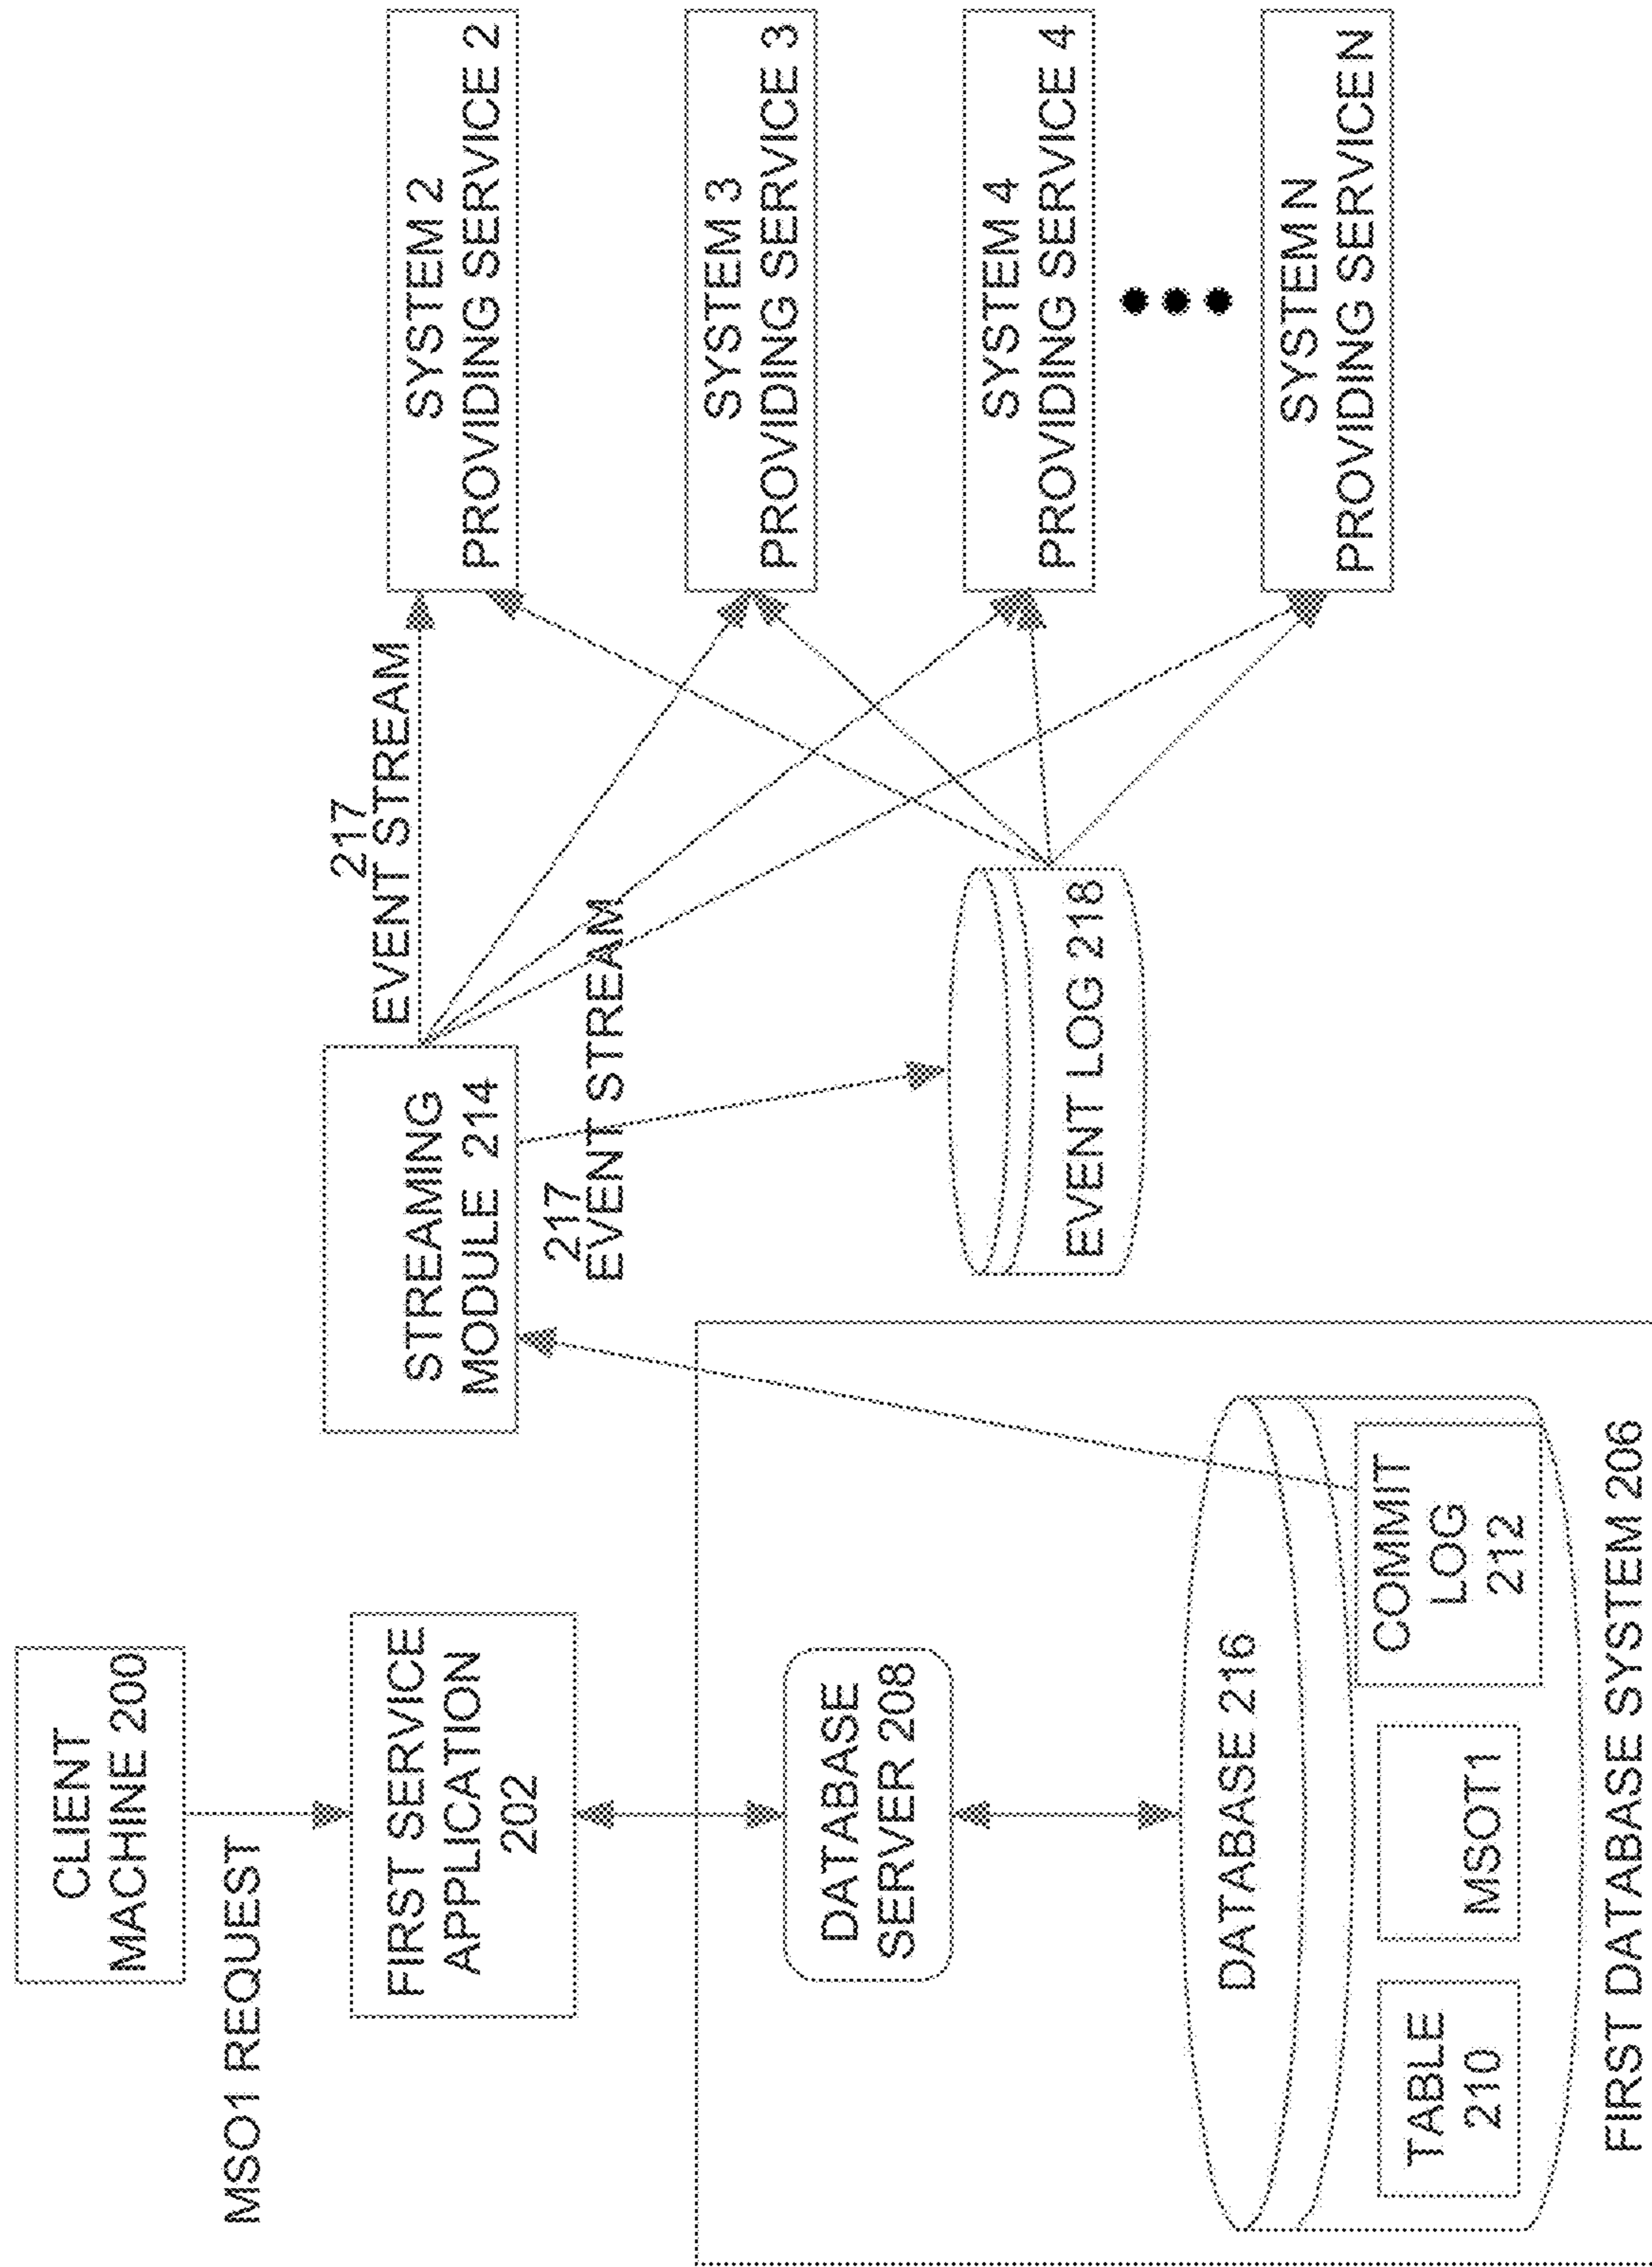 CLIENT
MACHINE 200
MSO1 REQUEST
FIRST SERVICE
APPLICATION
202
DATABASE
SERVER 208
DATABASE 216
TABLE
210
MSOT1
COMMIT
LOG
212
FIRST DATABASE SYSTEM 206
STREAMING
MODULE 214
217
EVENT STREAM
217
EVENT STREAM
EVENT LOG 218
SYSTEM 2
PROVIDING SERVICE 2
SYSTEM 3
PROVIDING SERVICE 3
SYSTEM 4
PROVIDING SERVICE 4
SYSTEM N
PROVIDING SERVICE N